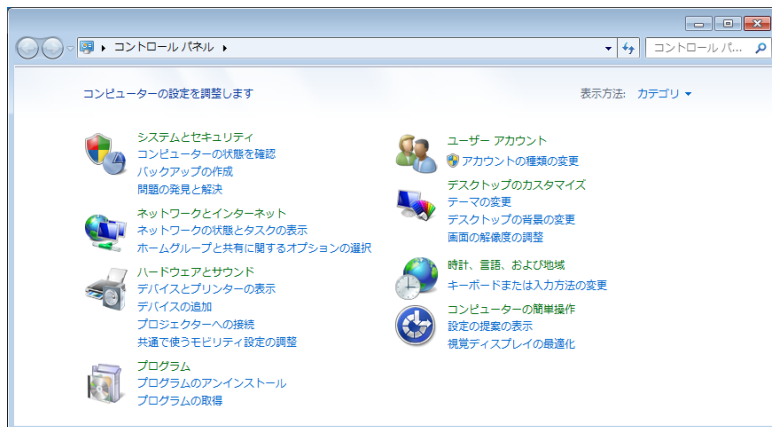 コントロール パネル
コントロール パ...
コンピューターの設定を調整します
表示方法: カテゴリ
システムとセキュリティ
コンピューターの状態を確認
バックアップの作成
問題の発見と解決
ネットワークとインターネット
ネットワークの状態とタスクの表示
ホームグループと共有に関するオプションの選択
ハードウェアとサウンド
デバイスとプリンターの表示
デバイスの追加
プロジェクターへの接続
共通で使うモビリティ設定の調整
プログラム
プログラムのアンインストール
プログラムの取得
ユーザー アカウント
アカウントの種類の変更
デスクトップのカスタマイズ
テーマの変更
デスクトップの背景の変更
画面の解像度の調整
時計、言語、および地域
キーボードまたは入力方法の変更
コンピューターの簡単操作
設定の提案の表示
視覚ディスプレイの最適化